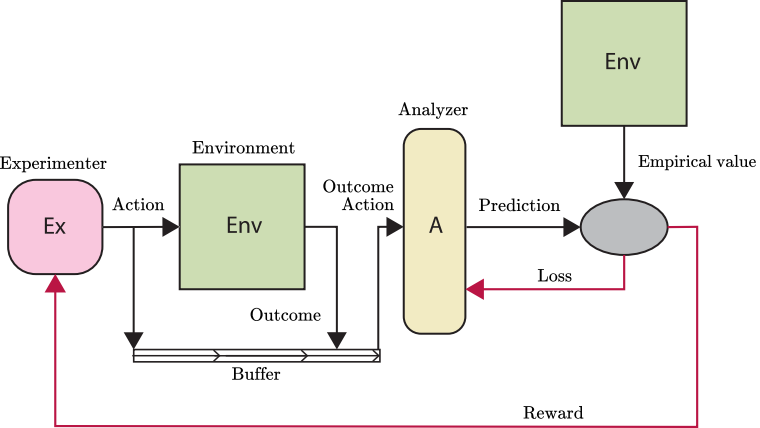 Env
Analyzer
Environment
Experimenter
Empirical value
Outcome
Action
Action
Prediction
Ex
Env
A
Loss
Outcome
Buffer
Reward